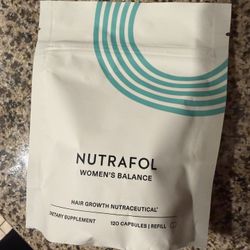 NUTRAFOL
WOMEN'S BALANCE
HAIR GROWTH NUTRACEUTICAL*
DIETARY SUPPLEMENT 120 CAPSULES | REFILL